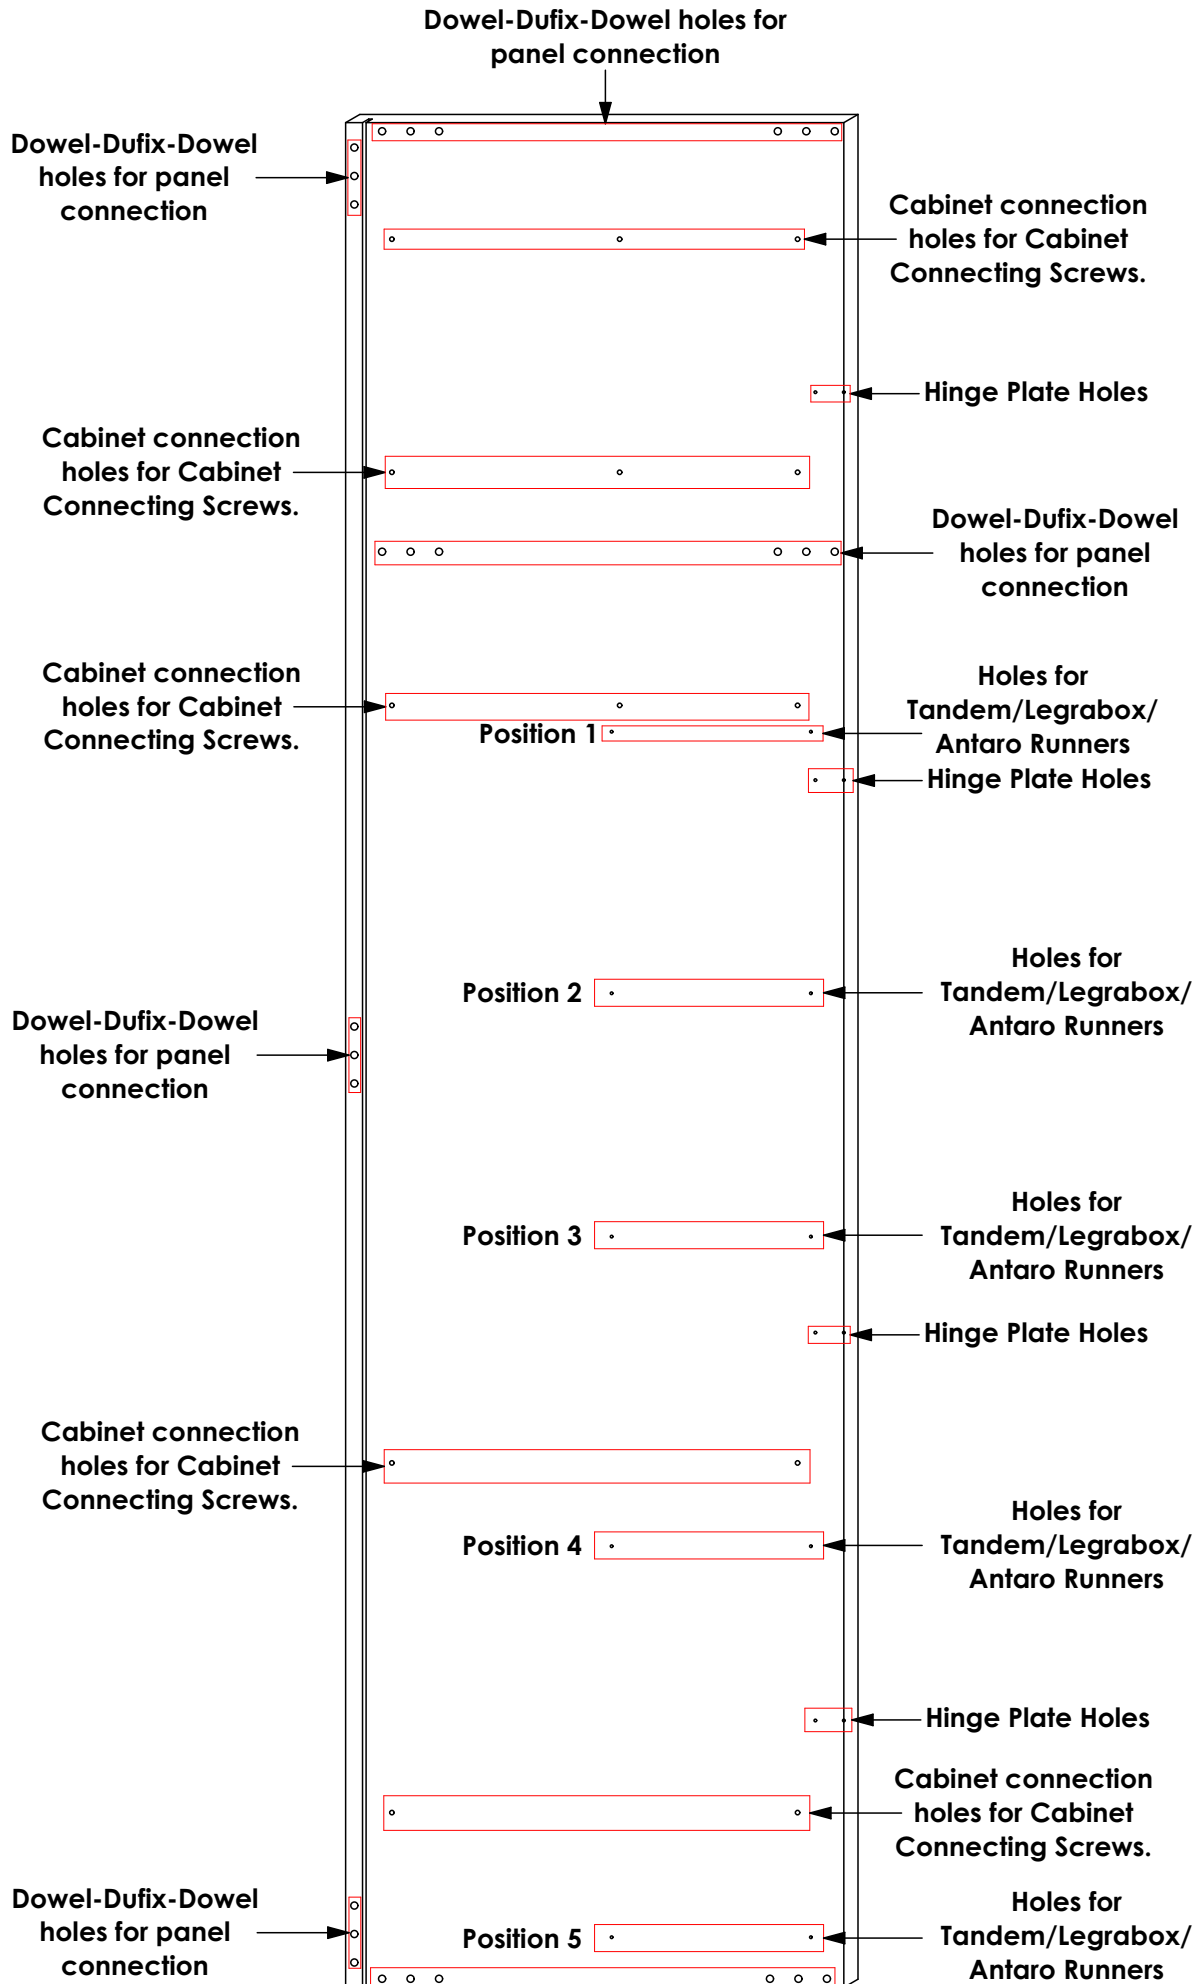 Dowel-Dufix-Dowel holes for
panel connection
Dowel-Dufix-Dowel
holes for panel
connection
Cabinet connection
holes for Cabinet
Connecting Screws.
Hinge Plate Holes
Cabinet connection
holes for Cabinet
Connecting Screws.
Dowel-Dufix-Dowel
holes for panel
connection
Cabinet connection
holes for Cabinet
Connecting Screws.
Holes for
Tandem/Legrabox/
Antaro Runners
Position 1
Hinge Plate Holes
Holes for
Tandem/Legrabox/
Antaro Runners
Position 2
Dowel-Dufix-Dowel
holes for panel
connection
Holes for
Tandem/Legrabox/
Antaro Runners
Position 3
Hinge Plate Holes
Cabinet connection
holes for Cabinet
Connecting Screws.
Holes for
Tandem/Legrabox/
Antaro Runners
Position 4
Hinge Plate Holes
Cabinet connection
holes for Cabinet
Connecting Screws.
Dowel-Dufix-Dowel
holes for panel
connection
Position 5
Holes for
Tandem/Legrabox/
Antaro Runners